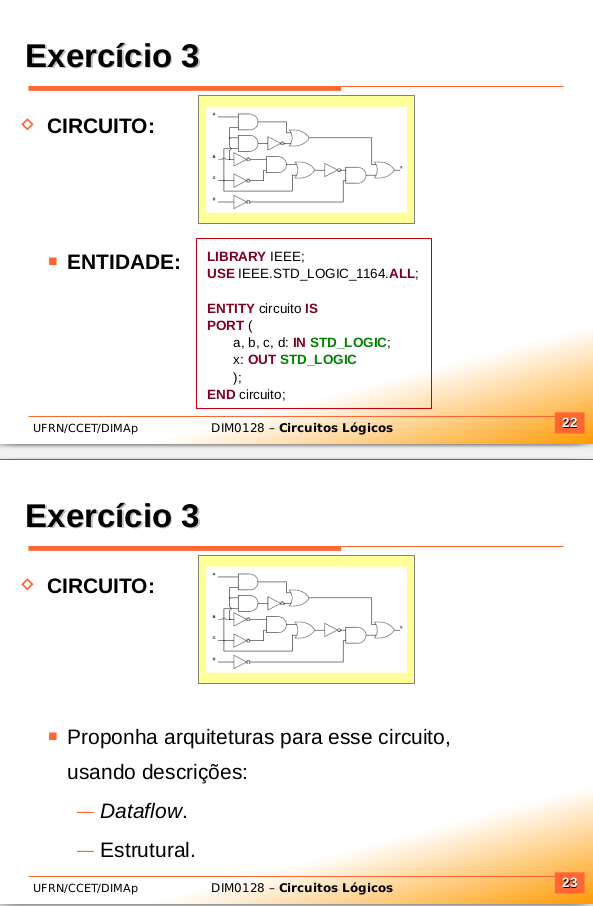 Exercício 3
CIRCUITO:
A
B
C
D
X
ENTIDADE:
LIBRARY IEEE;
USE IEEE.STD_LOGIC_1164.ALL;
ENTITY circuito IS
PORT (
a, b, c, d: IN STD_LOGIC;
x: OUT STD_LOGIC
);
END circuito;
UFRN/CCET/DIMAp
DIM0128 – Circuitos Lógicos
22
Exercício 3
CIRCUITO:
A
B
C
D
X
Proponha arquiteturas para esse circuito,
usando descrições:
— Dataflow.
— Estrutural.
UFRN/CCET/DIMAp
DIM0128 – Circuitos Lógicos
23